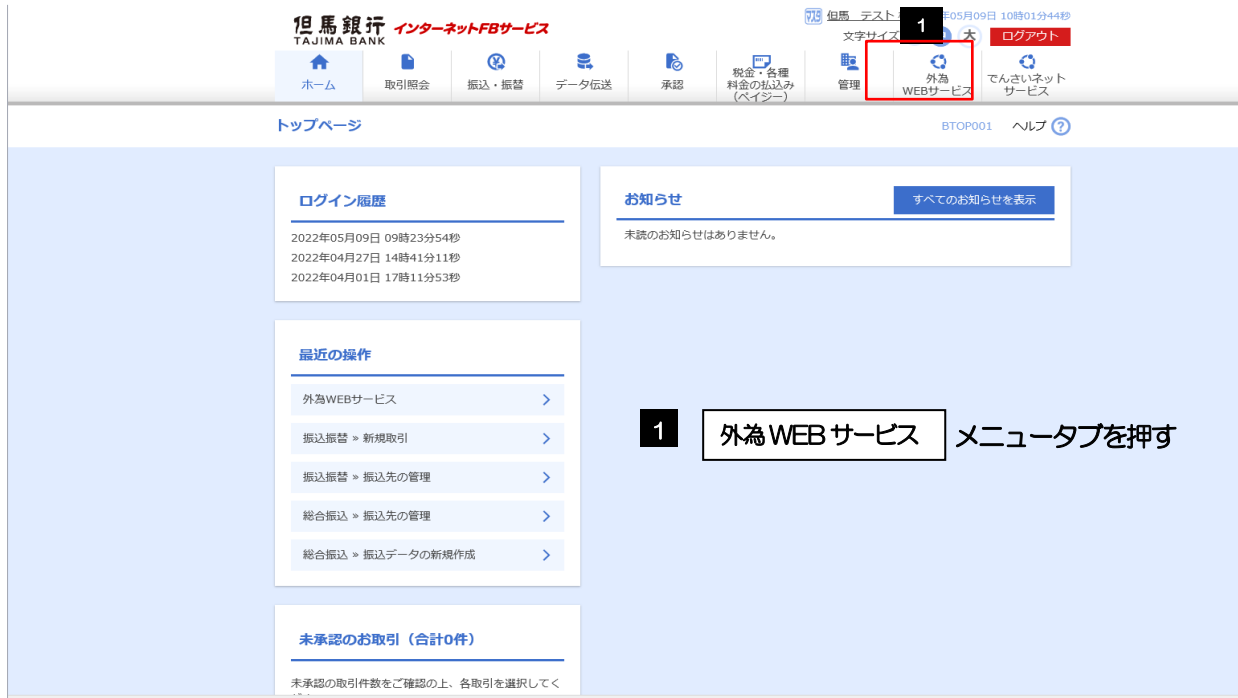 但馬銀行 インターネットFBサービス
TAJIMA BANK
但馬 テスト
年05月09日 10時01分44秒
文字サイズ
1
大
ログアウト
ホーム
取引照会
振込・振替
データ伝送
承認
税金・各種
料金の払込み
(ペイジー)
管理
外為
WEBサービス
でんさいネット
サービス
トップページ
BTOP001 ヘルプ ?
ログイン履歴
2022年05月09日 09時23分54秒
2022年04月27日 14時41分11秒
2022年04月01日 17時11分53秒
お知らせ
すべてのお知らせを表示
未読のお知らせはありません。
最近の操作
外為WEBサービス
振込振替 » 新規取引
振込振替 » 振込先の管理
総合振込 » 振込先の管理
総合振込 » 振込データの新規作成
1 外為 WEB サービス メニュータブを押す
未承認のお取引(合計0件)
未承認の取引件数をご確認の上、各取引を選択してく